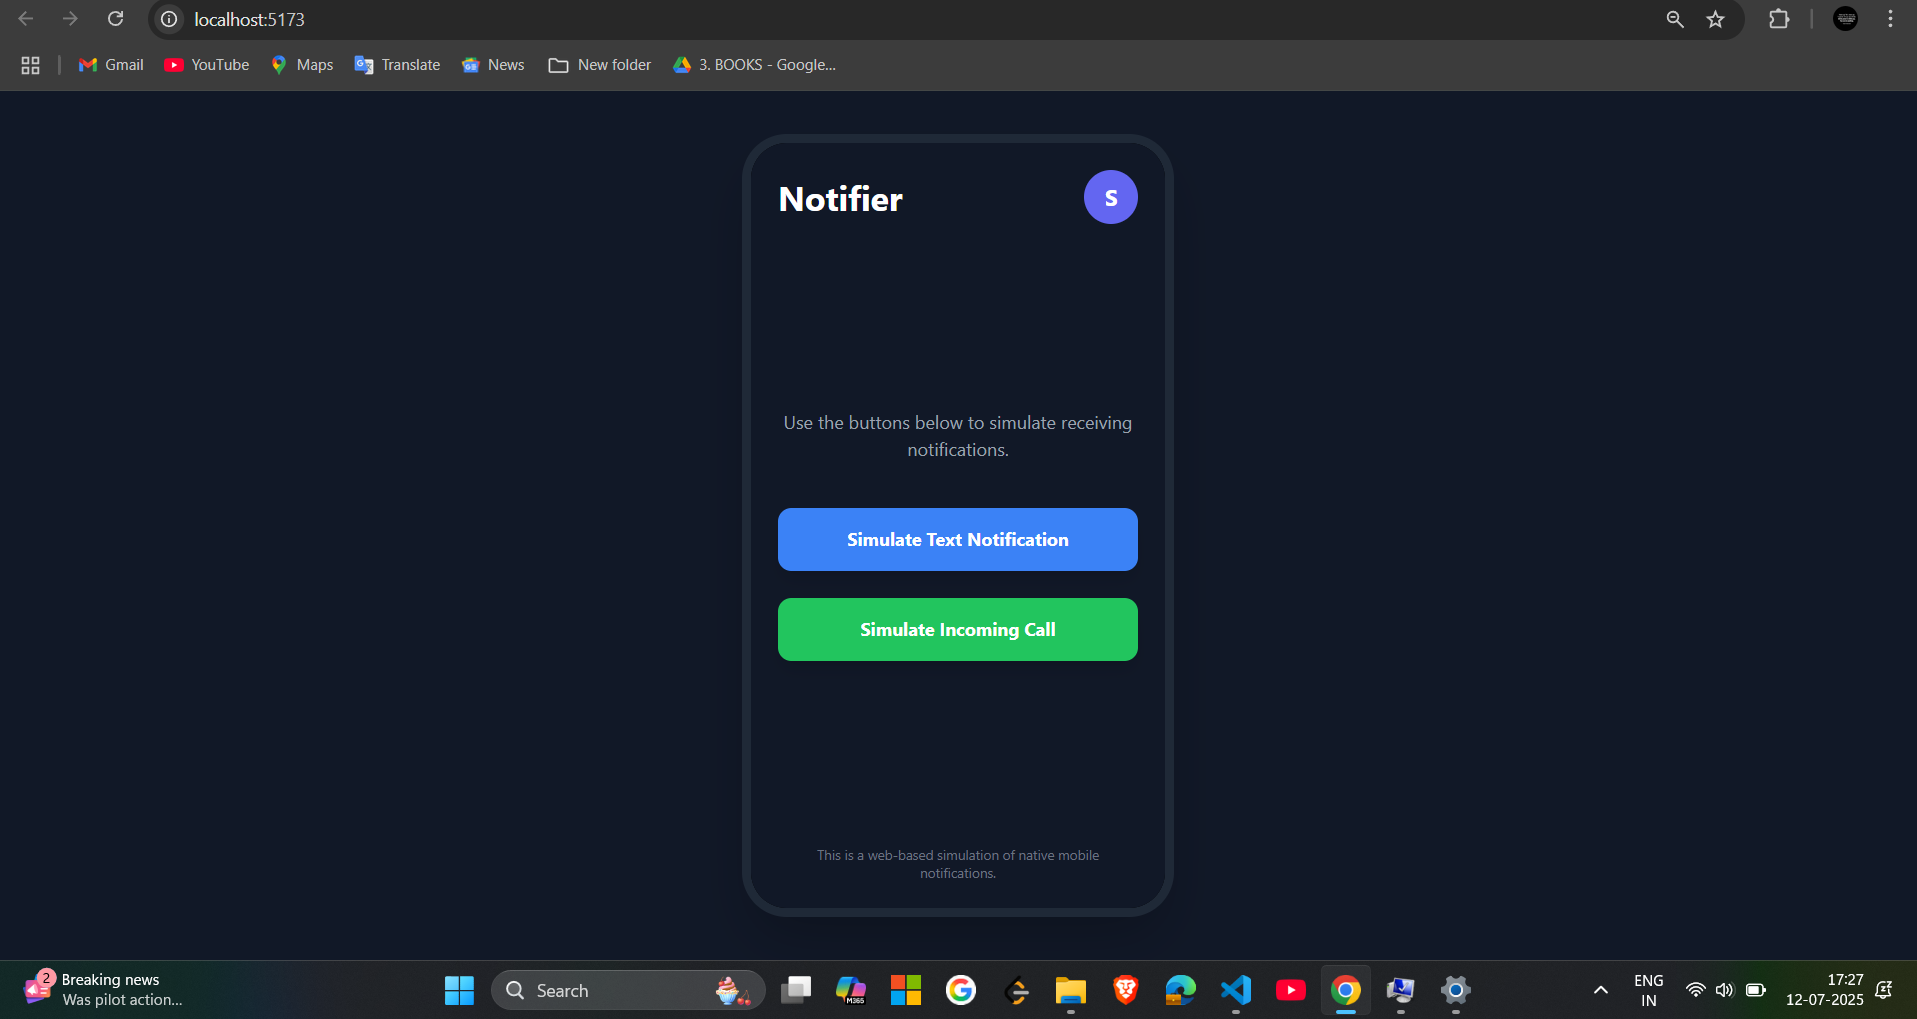 localhost:5173
Gmail
YouTube
Maps
Translate
News
New folder
3. BOOKS - Google...
Notifier
S
Use the buttons below to simulate receiving
notifications.
Simulate Text Notification
Simulate Incoming Call
This is a web-based simulation of native mobile
notifications.
2
Breaking news
Was pilot action...
Search
M365
ENG
IN
17:27
12-07-2025